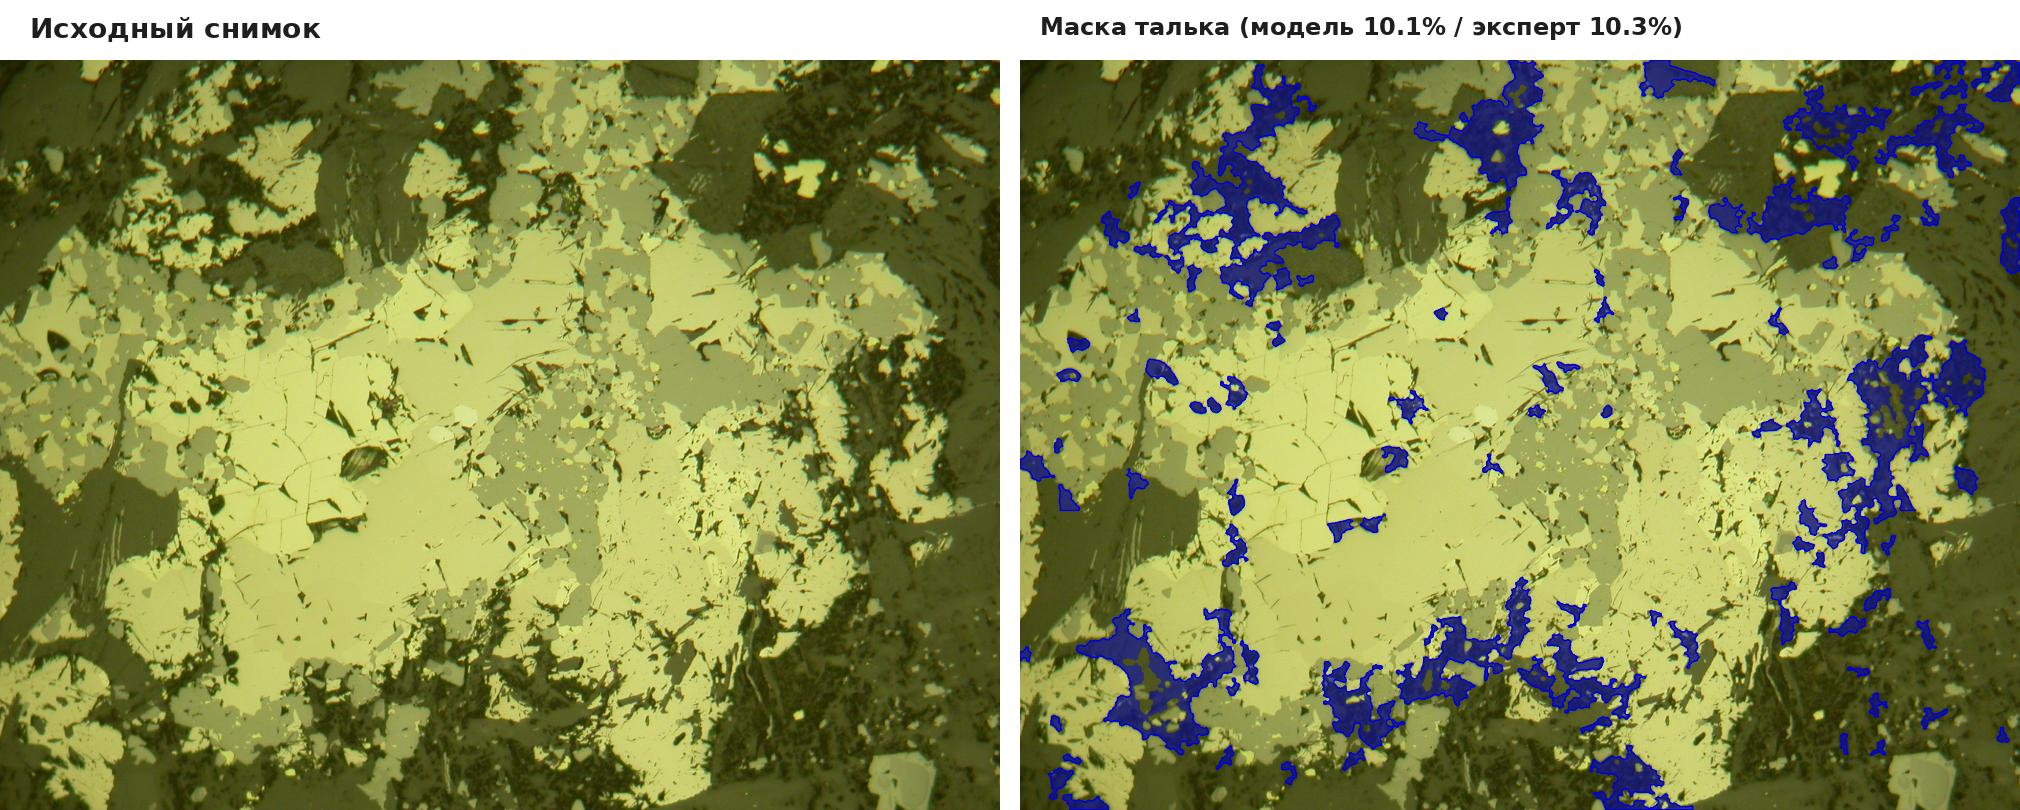 Исходный снимок
Маска талька (модель 10.1% / эксперт 10.3%)